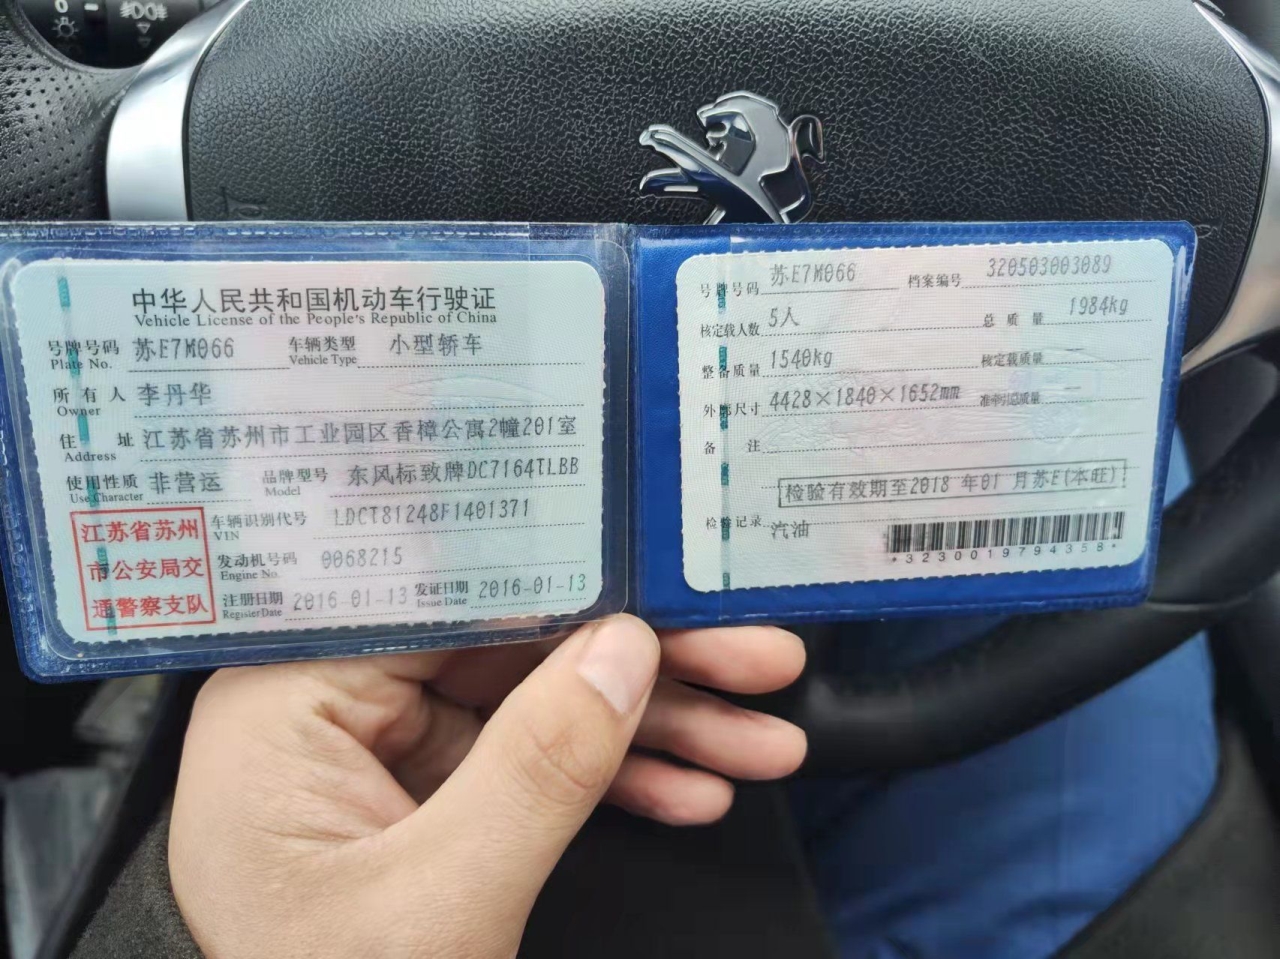 0
中华人民共和国机动车行驶证
Vehicle License of the People's Republic of China
号牌号码 苏E7M066 车辆类型 小型轿车
Plate No. Vehicle Type
所有人 李丹华
Owner
住址 江苏省苏州市工业园区香樟公寓2幢201室
Address
使用性质 非营运 品牌型号 东风标致牌DC7164TLBB
Use Character Model
江苏省苏州
市公安局交
通警察支队
车辆识别代号 LDCT81248F1401371
VIN
发动机号码 0068215
Engine No.
注册日期 2016-01-13 发证日期 2016-01-13
Register Date Issue Date
号牌号码 苏E7M066 档案编号 320503003089
核定载人数 5人 总质量 1984kg
整备质量 1540kg 核定载质量 —
外廓尺寸 4428×1840×1652mm 准牵引总质量 —
备注
检验有效期至2018 年01 月苏E(本旺)
检验记录 汽油
*3230019794358*